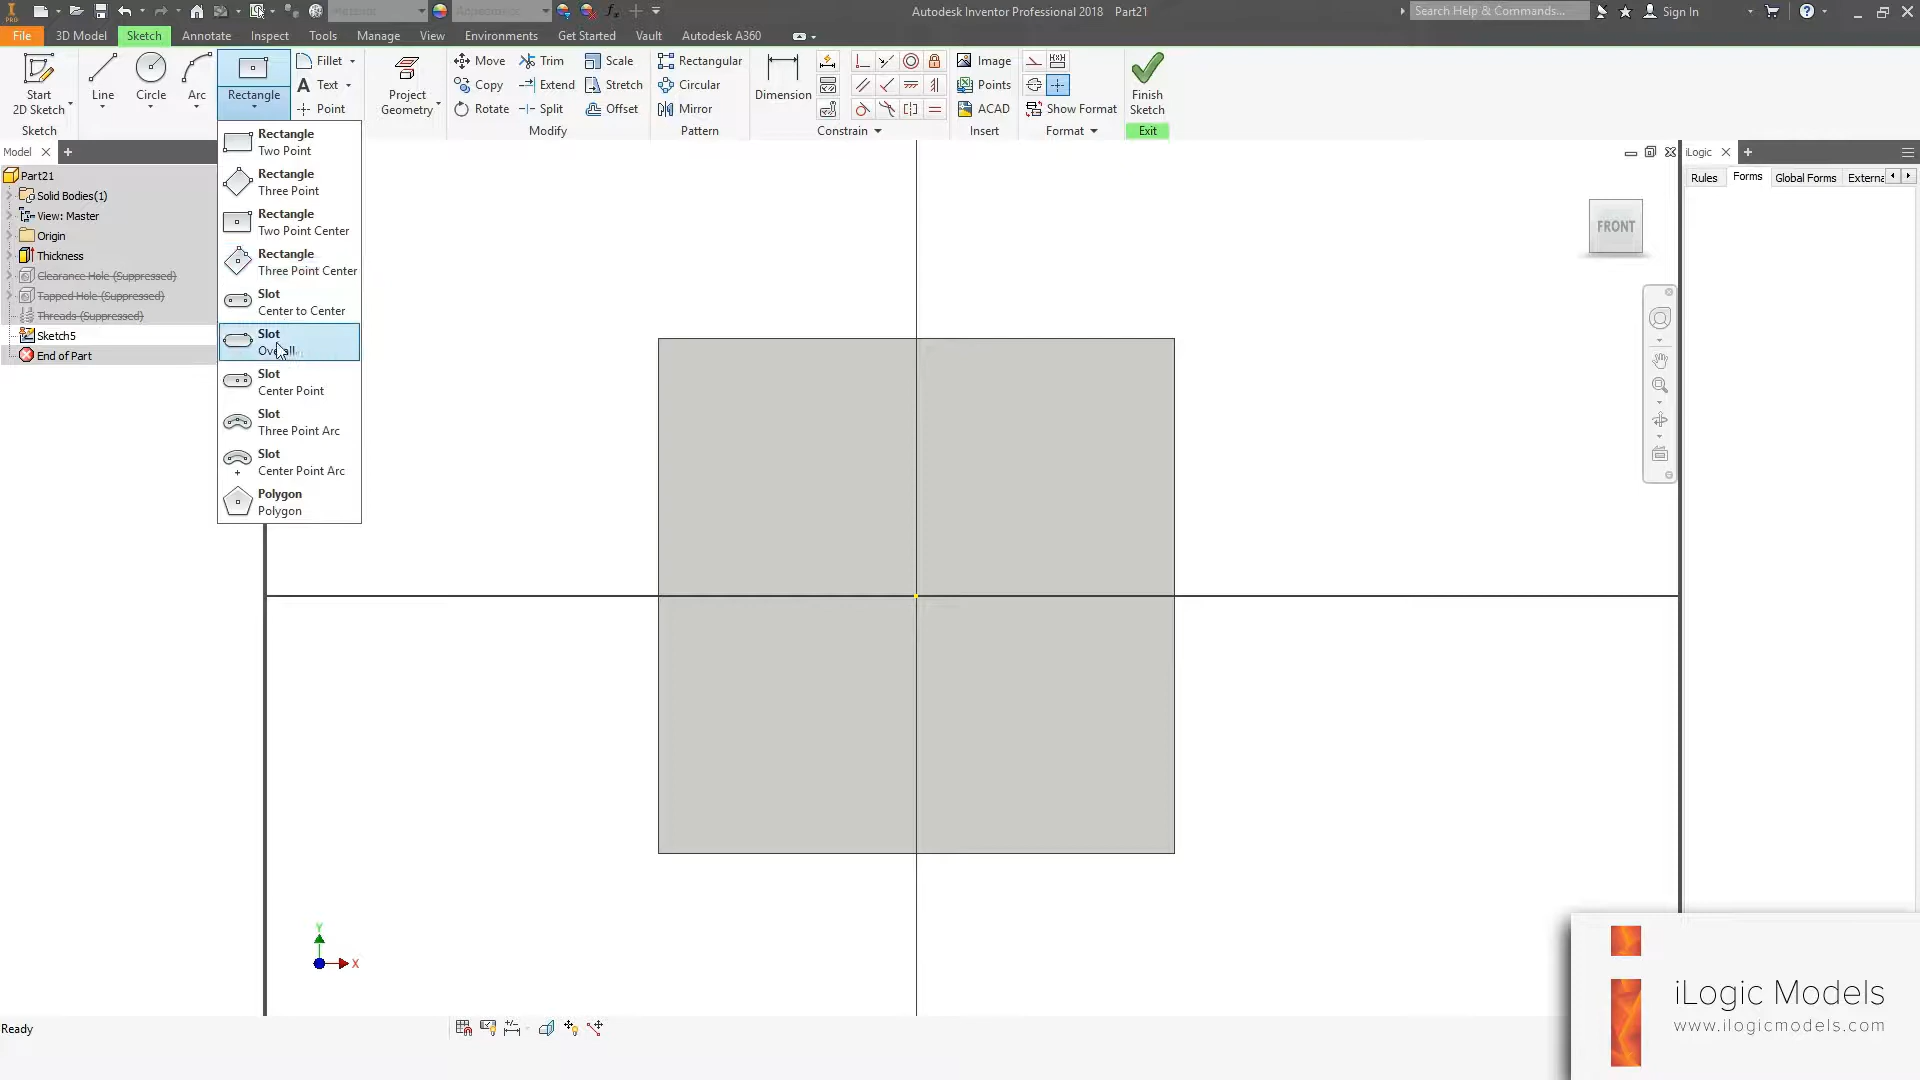 Autodesk Inventor Professional 2018 Part21
Search Help & Commands...
Sign In
File
3D Model
Sketch
Annotate
Inspect
Tools
Manage
View
Environments
Get Started
Vault
Autodesk A360
Start
2D Sketch
Line
Circle
Arc
Rectangle
Fillet
Text
Point
Project
Geometry
Move
Copy
Rotate
Trim
Extend
Split
Scale
Stretch
Offset
Rectangular
Circular
Mirror
Dimension
Image
Points
ACAD
Show Format
Finish
Sketch
Sketch
Modify
Pattern
Constrain
Insert
Format
Exit
Rectangle
Two Point
Rectangle
Three Point
Rectangle
Two Point Center
Rectangle
Three Point Center
Slot
Center to Center
Slot
Overall
Slot
Center Point
Slot
Three Point Arc
Slot
Center Point Arc
Polygon
Polygon
Model
Part21
Solid Bodies(1)
View: Master
Origin
Thickness
Clearance Hole (Suppressed)
Tapped Hole (Suppressed)
Threads (Suppressed)
Sketch5
End of Part
FRONT
iLogic
Rules
Forms
Global Forms
Externa
Y
X
Ready
iLogic Models
www.ilogicmodels.com